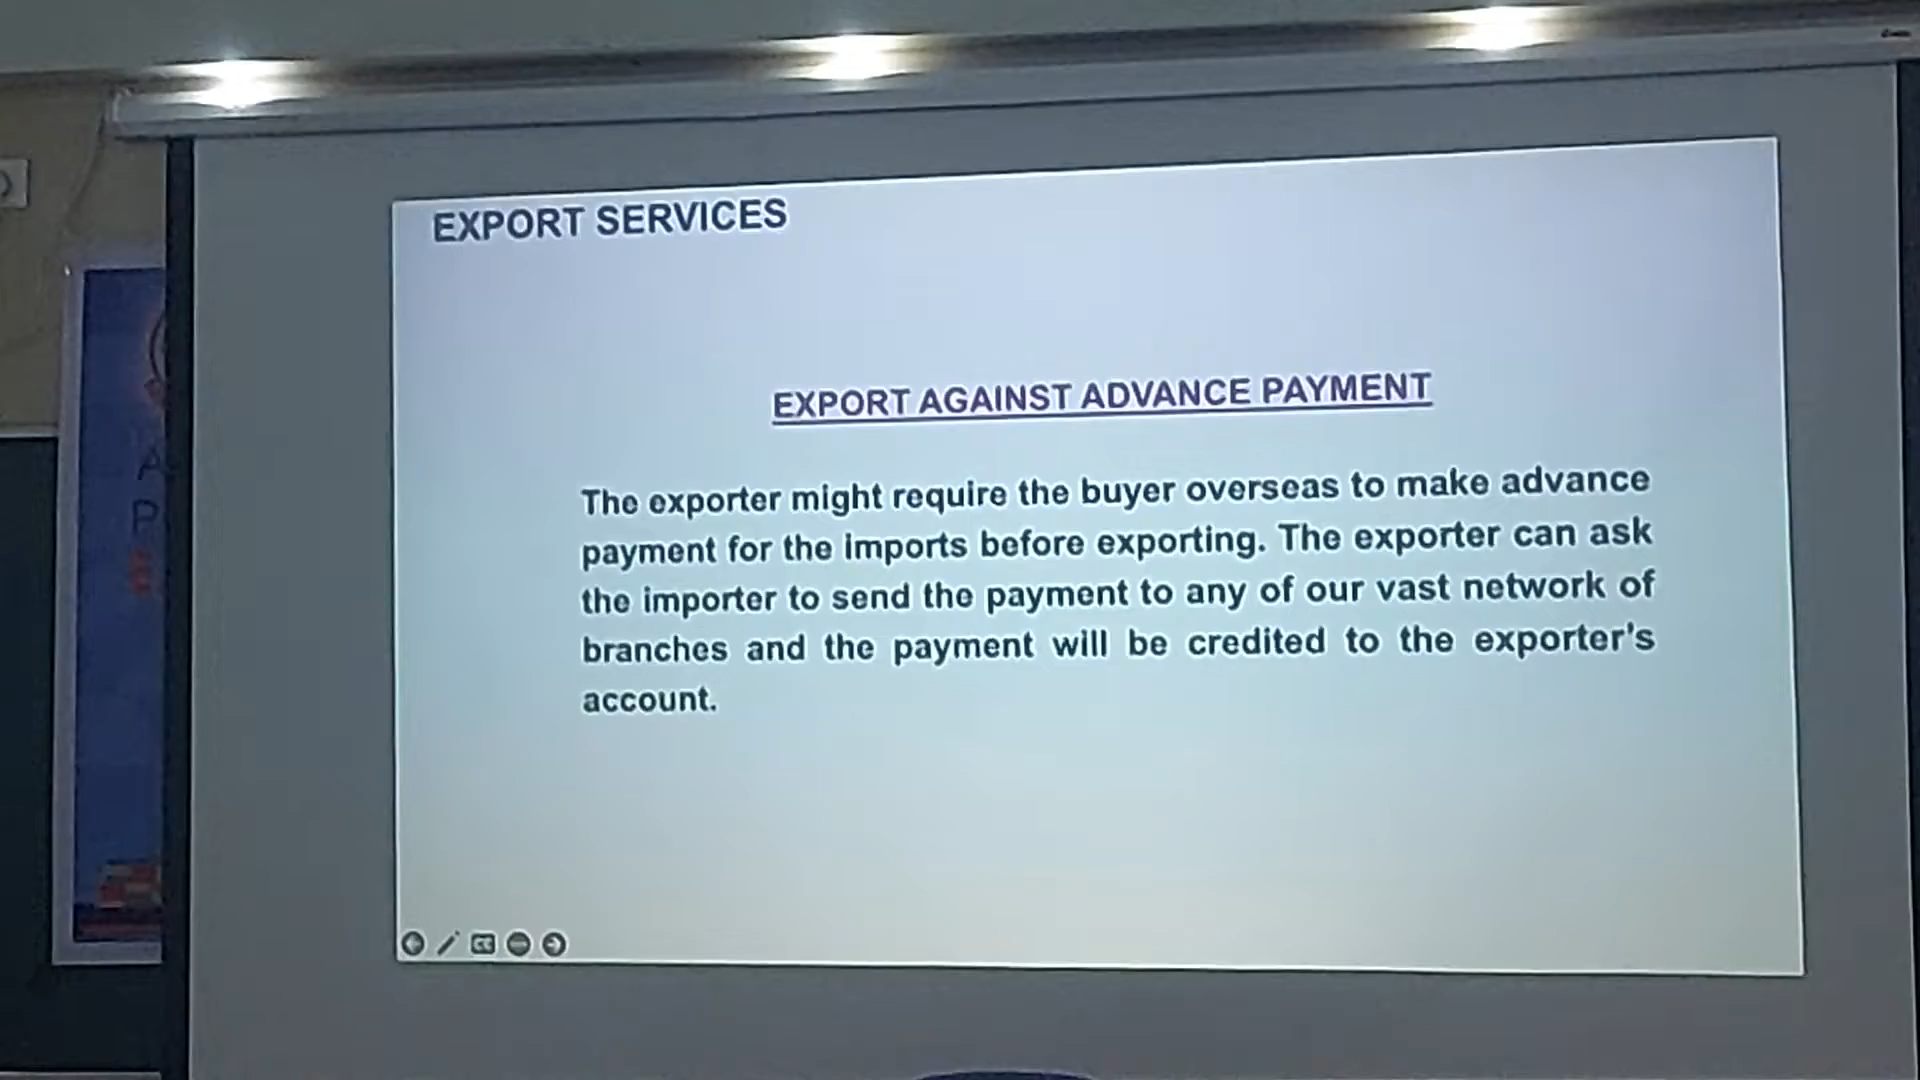 EXPORT SERVICES
EXPORT AGAINST ADVANCE PAYMENT
The exporter might require the buyer overseas to make advance
payment for the imports before exporting. The exporter can ask
the importer to send the payment to any of our vast network of
branches and the payment will be credited to the exporter's
account.
CC
A
P